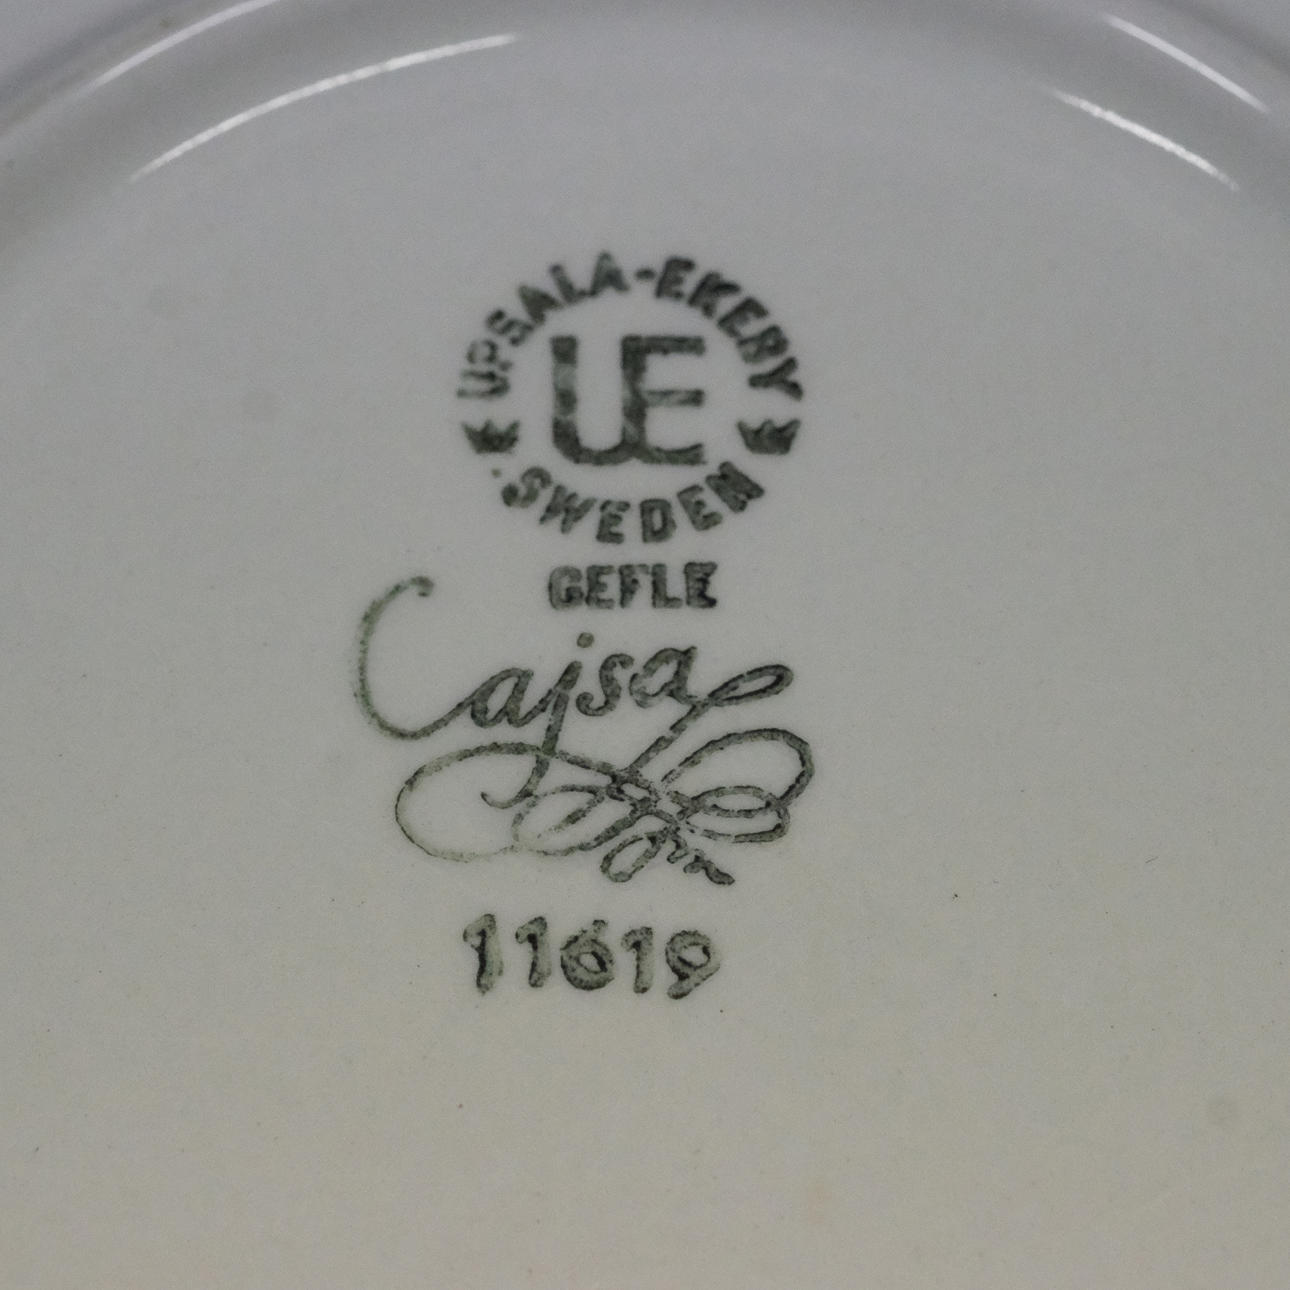 UPSALA-EKEBY
UE
SWEDEN
GEFLE
Cajsa
11619